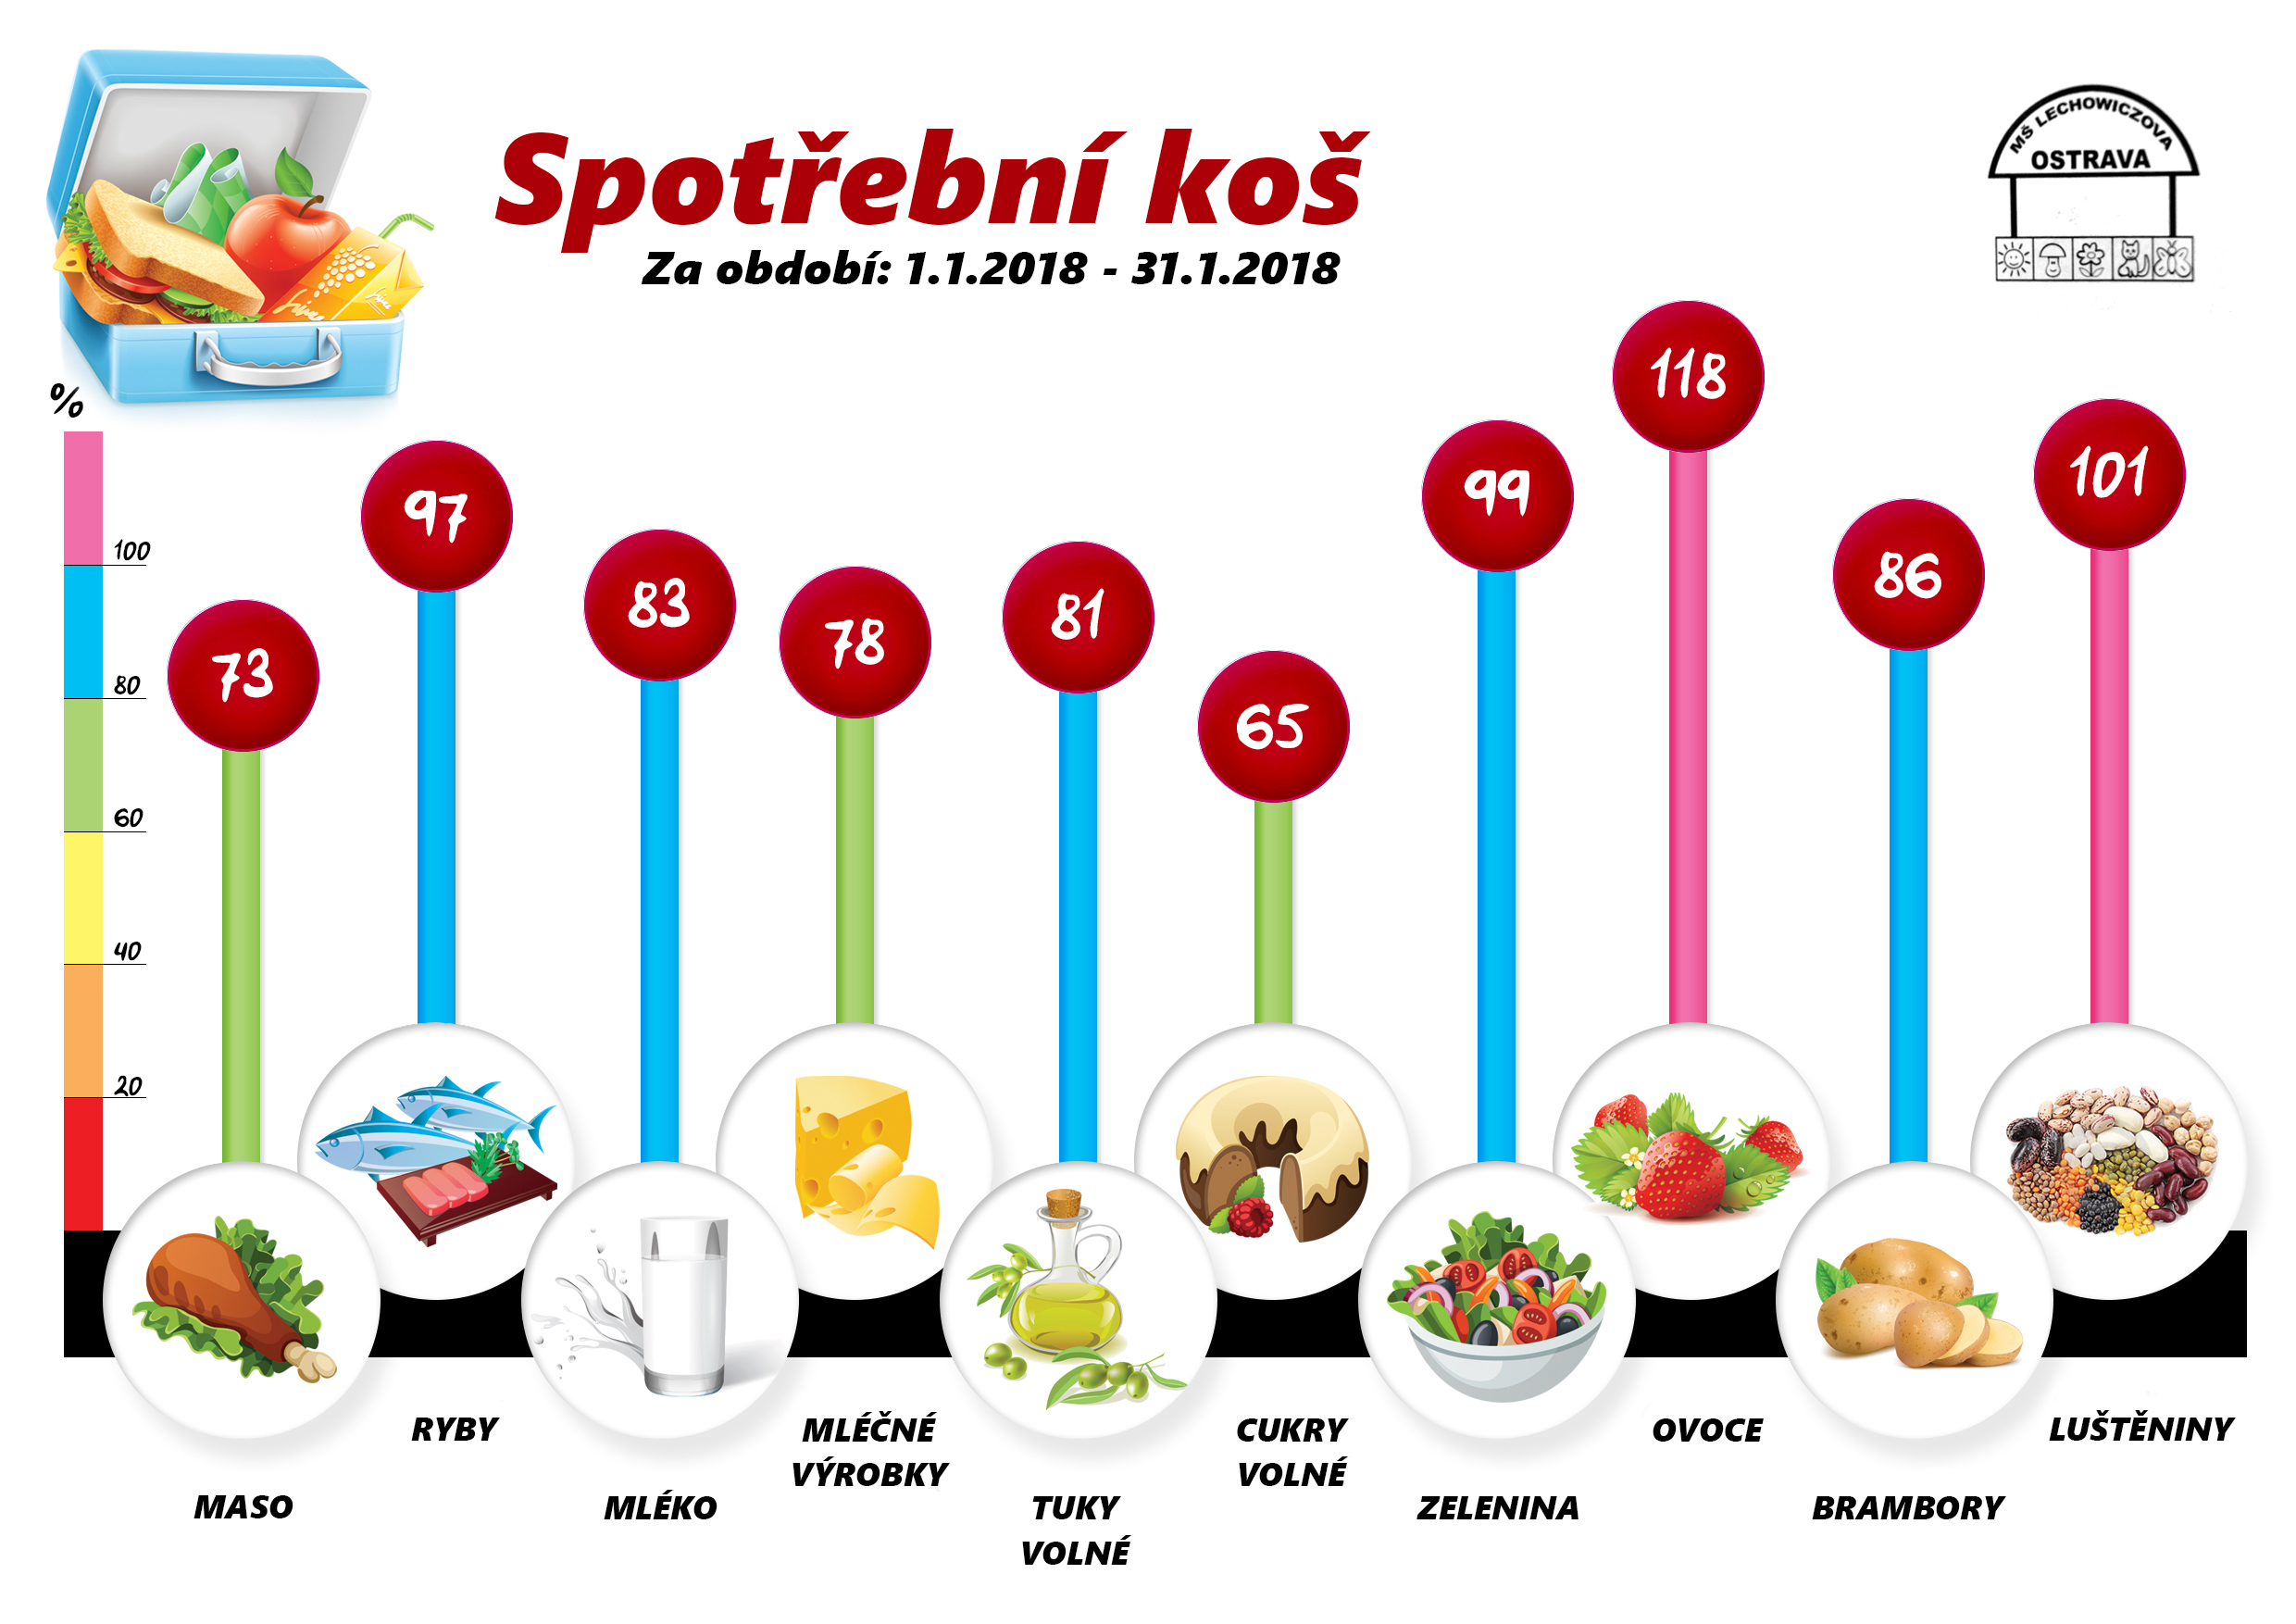 Spotřební koš
Za období: 1.1.2018 - 31.1.2018
MŠ LECHOWICZOVA
OSTRAVA
%
100
80
60
40
20
73
97
83
78
81
65
99
118
86
101
MASO
RYBY
MLÉKO
MLÉČNÉ
VÝROBKY
TUKY
VOLNÉ
CUKRY
VOLNÉ
ZELENINA
OVOCE
BRAMBORY
LUŠTĚNINY